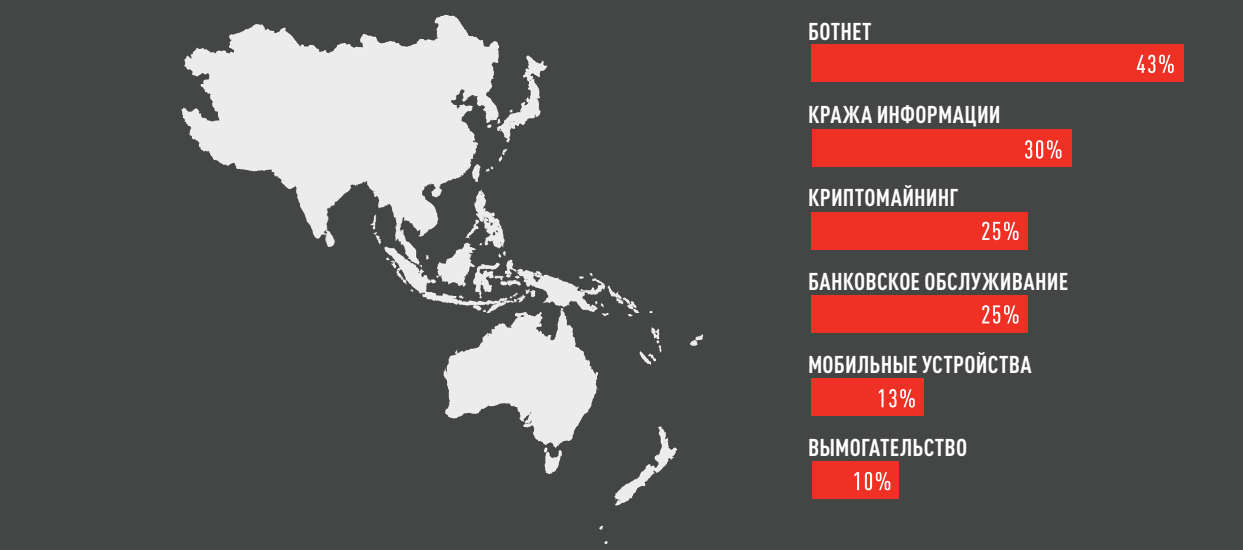 БОТНЕТ
43%
КРАЖА ИНФОРМАЦИИ
30%
КРИПТОМАЙНИНГ
25%
БАНКОВСКОЕ ОБСЛУЖИВАНИЕ
25%
МОБИЛЬНЫЕ УСТРОЙСТВА
13%
ВЫМОГАТЕЛЬСТВО
10%